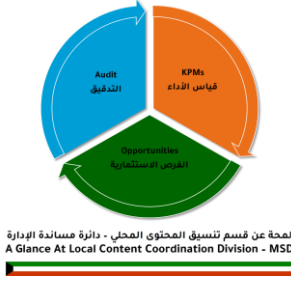 Audit
التدقيق
KPMs
قياس الأداء
Opportunities
الفرص الاستثمارية
لمحة عن قسم تنسيق المحتوى المحلي - دائرة مساندة الإدارة
A Glance At Local Content Coordination Division - MSD